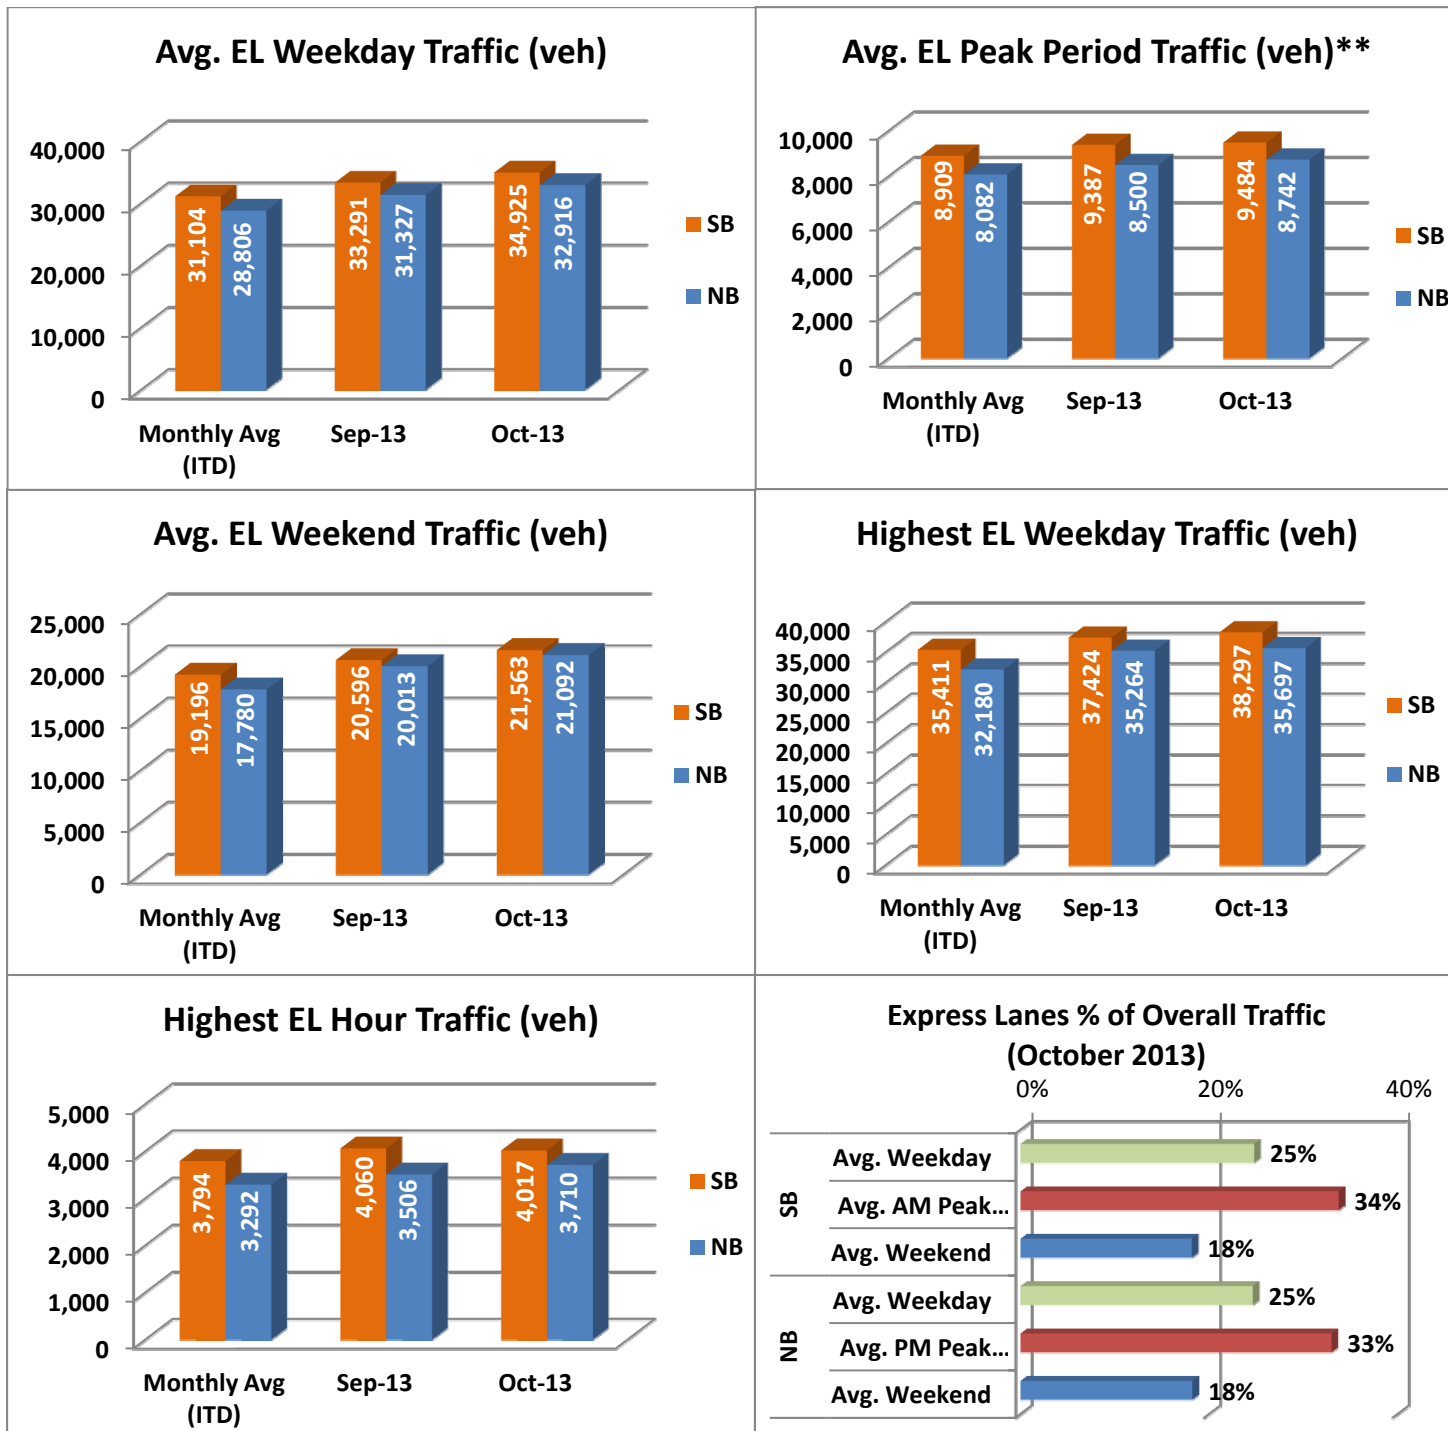 Avg. EL Weekday Traffic (veh)
40,000
30,000
20,000
10,000
0
31,104
28,806
33,291
31,327
34,925
32,916
SB
NB
Monthly Avg
(ITD)
Sep-13
Oct-13
Avg. EL Peak Period Traffic (veh)**
10,000
8,000
6,000
4,000
2,000
0
8,909
8,082
9,387
8,500
9,484
8,742
SB
NB
Monthly Avg
(ITD)
Sep-13
Oct-13
Avg. EL Weekend Traffic (veh)
25,000
20,000
15,000
10,000
5,000
0
19,196
17,780
20,596
20,013
21,563
21,092
SB
NB
Monthly Avg
(ITD)
Sep-13
Oct-13
Highest EL Weekday Traffic (veh)
40,000
35,000
30,000
25,000
20,000
15,000
10,000
5,000
0
35,411
32,180
37,424
35,264
38,297
35,697
SB
NB
Monthly Avg
(ITD)
Sep-13
Oct-13
Highest EL Hour Traffic (veh)
5,000
4,000
3,000
2,000
1,000
0
3,794
3,292
4,060
3,506
4,017
3,710
SB
NB
Monthly Avg
(ITD)
Sep-13
Oct-13
Express Lanes % of Overall Traffic
(October 2013)
0% 20% 40%
SB
Avg. Weekday 25%
Avg. AM Peak... 34%
Avg. Weekend 18%
NB
Avg. Weekday 25%
Avg. PM Peak... 33%
Avg. Weekend 18%